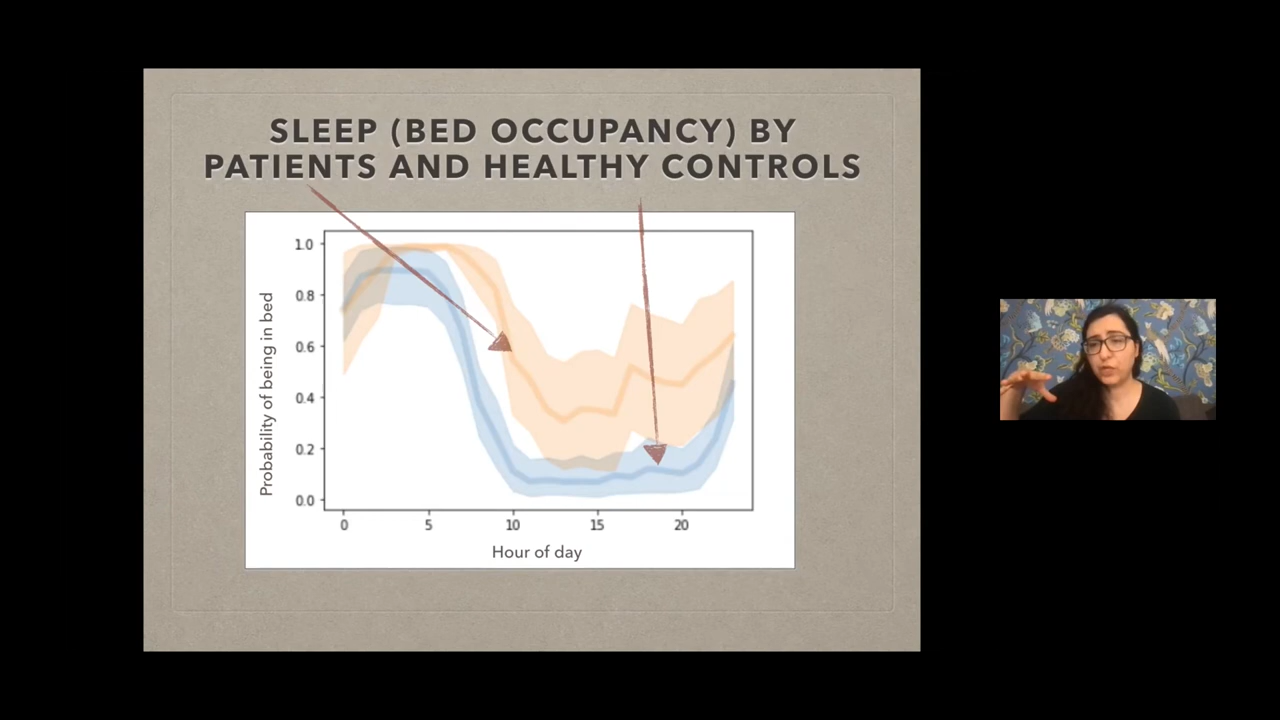 SLEEP (BED OCCUPANCY) BY
PATIENTS AND HEALTHY CONTROLS
Probability of being in bed
1.0
0.8
0.6
0.4
0.2
0.0
0
5
10
15
20
Hour of day